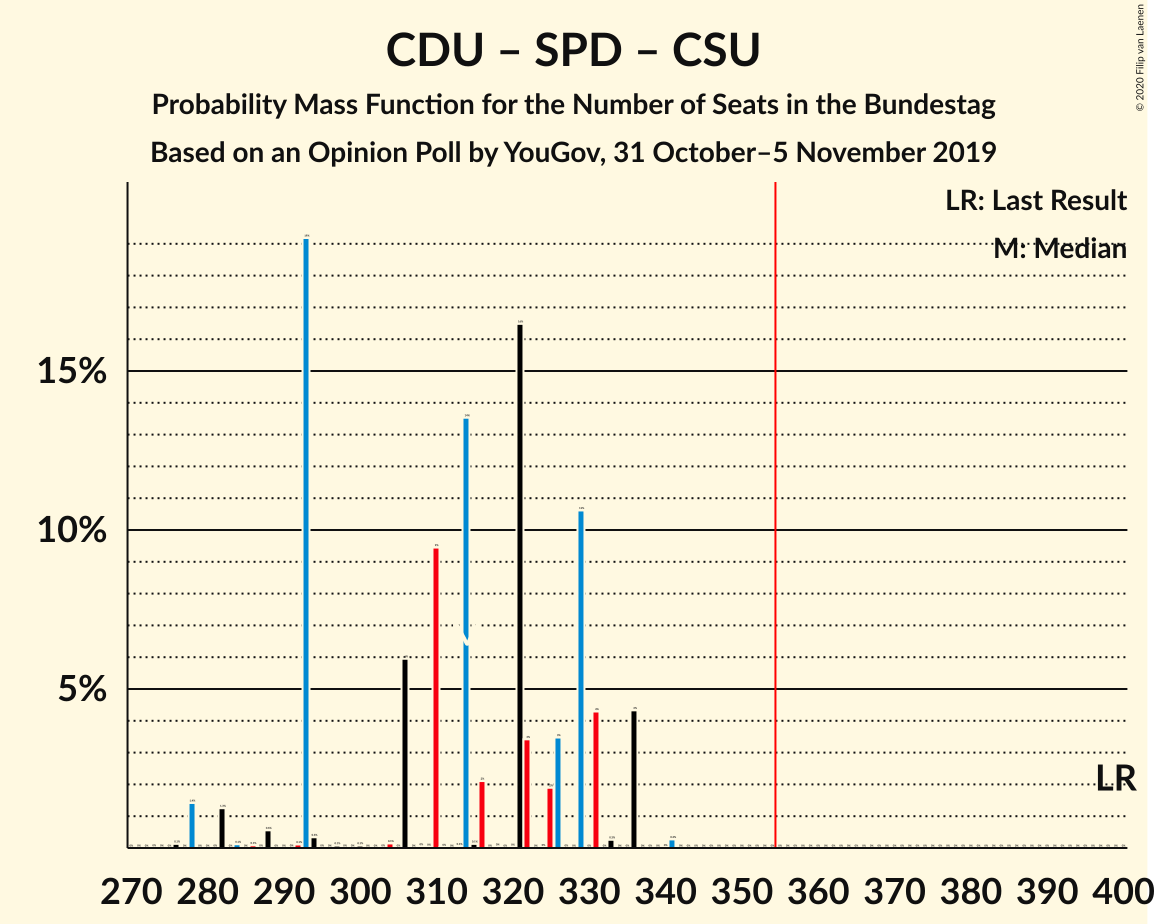 CDU – SPD – CSU
Probability Mass Function for the Number of Seats in the Bundestag
Based on an Opinion Poll by YouGov, 31 October–5 November 2019
© 2020 Filip van Laenen
LR: Last Result
M: Median
15%
10%
5%
LR
270 280 290 300 310 320 330 340 350 360 370 380 390 400